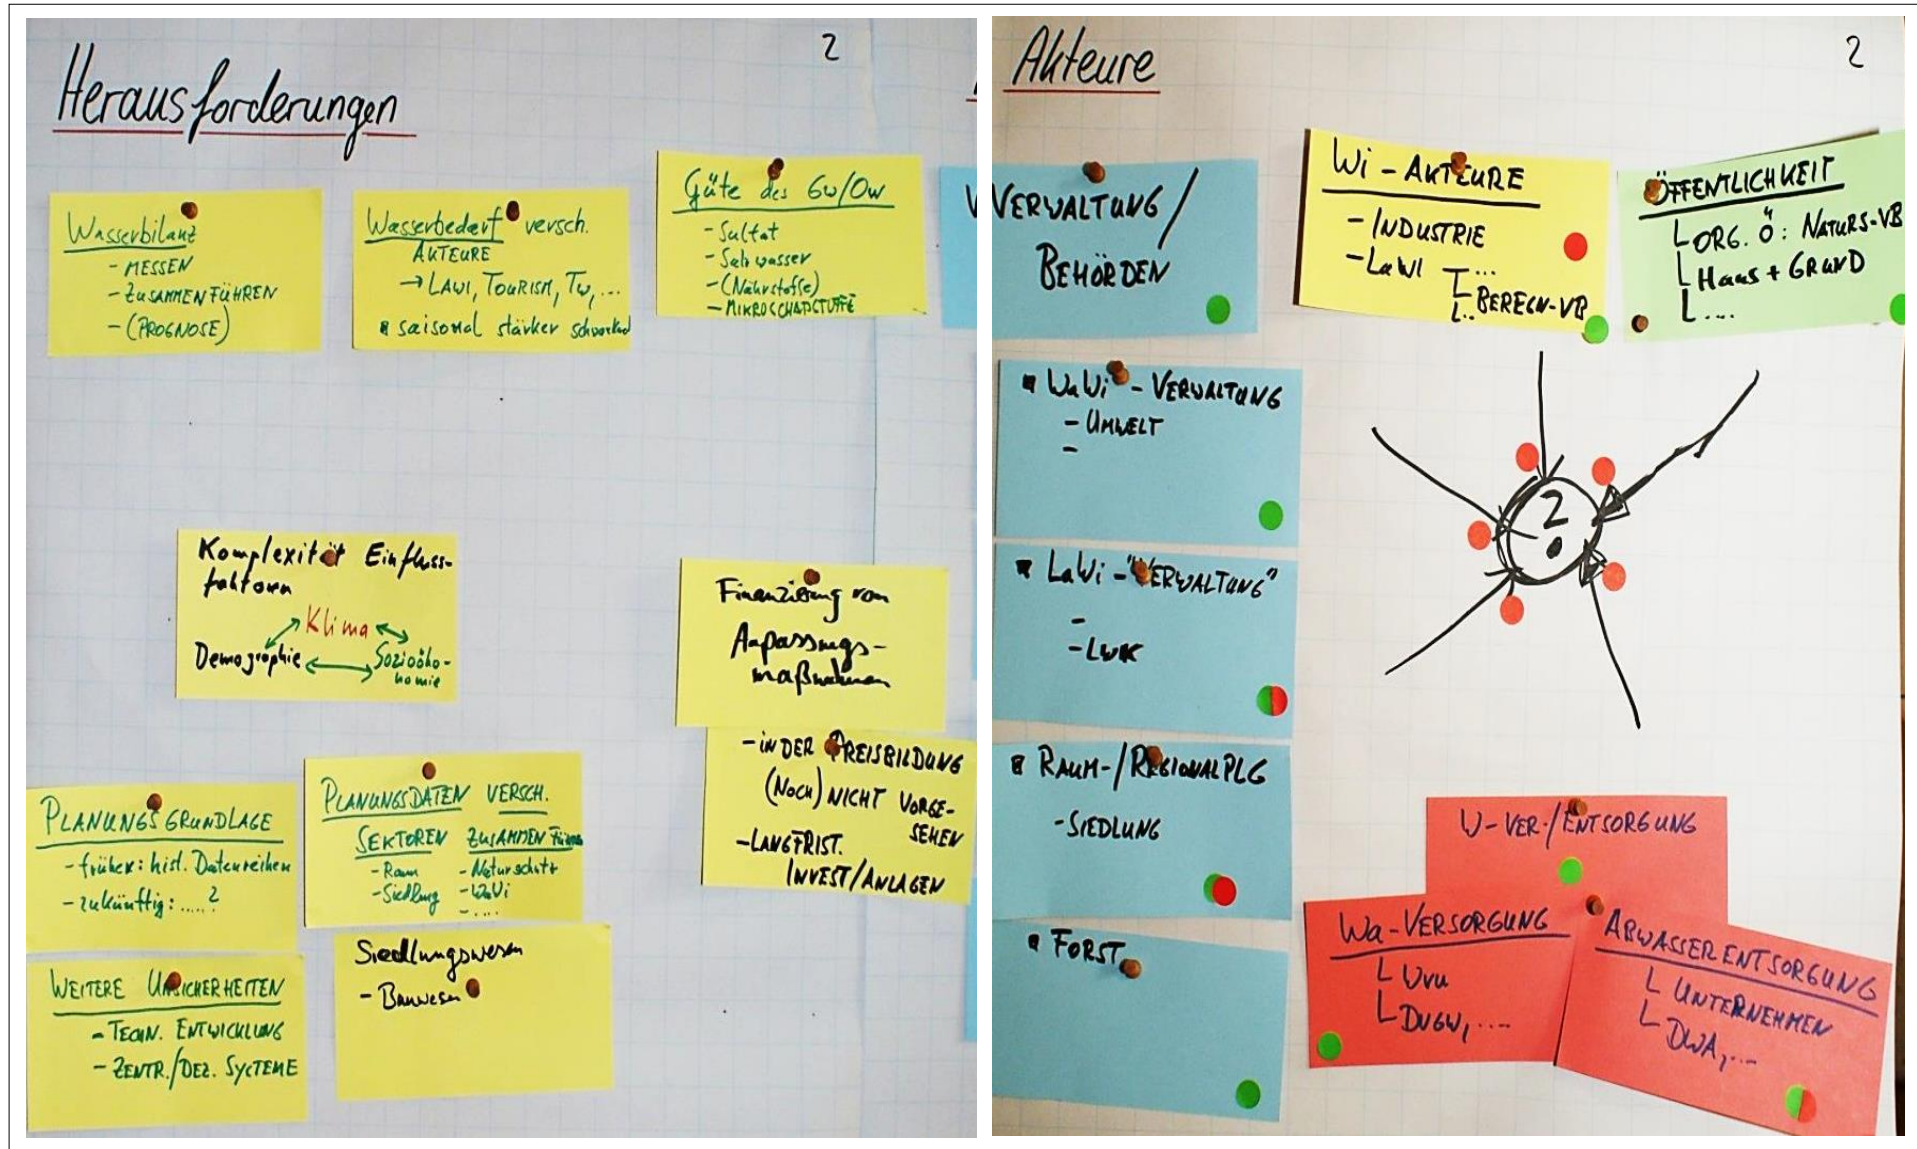 Herausforderungen
2
Wasserbilanz
- MESSEN
- ZUSAMMENFÜHREN
- (PROGNOSE)
Wasserbedarf versch.
AKTEURE
→ LAWI, TOURISM, TW, ...
saisonal stärker schwankend
Güte des GW/OW
- Sulfat
- Salzwasser
- (Nährstoffe)
- MIKROSCHADSTOFFE
Komplexität Einfluss-
faktoren
Klima
Demographie
Sozioöko-
nomie
Finanzierung von
Anpassungs-
maßnahmen
- IN DER PREISBILDUNG
(NOCH) NICHT VORGE-
SEHEN
- LANGFRIST.
INVEST/ANLAGEN
PLANUNGSGRUNDLAGE
- früher: hist. Datenreihen
- zukünftig: ..... ?
PLANUNGSDATEN VERSCH.
SEKTOREN ZUSAMMENFÜHREN
- Raum - Naturschutz
- Siedlung - WaWi
- ....
WEITERE UNSICHERHEITEN
- TECHN. ENTWICKLUNG
- ZENTR./DEZ. SYSTEME
Siedlungswesen
- Bauwesen
Akteure
2
VERWALTUNG/
BEHÖRDEN
WaWi - VERWALTUNG
- UMWELT
-
LaWi - "VERWALTUNG"
-
- LWK
RAUM-/REGIONALPLG
- SIEDLUNG
FORST
Wi - AKTEURE
- INDUSTRIE
- LaWI ...
BEREGN-VB
..
ÖFFENTLICHKEIT
ORG. Ö: NATURS-VB
Haus + GRUND
....
?
W-VER-/ENTSORGUNG
Wa-VERSORGUNG
WVU
DVGW, ....
ABWASSERENTSORGUNG
UNTERNEHMEN
DWA, ...